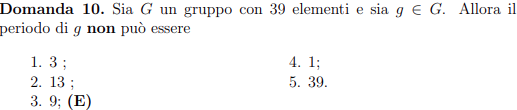 Domanda 10. Sia G un gruppo con 39 elementi e sia g ∈ G. Allora il
periodo di g non può essere
1. 3 ;
2. 13 ;
3. 9; (E)
4. 1;
5. 39.